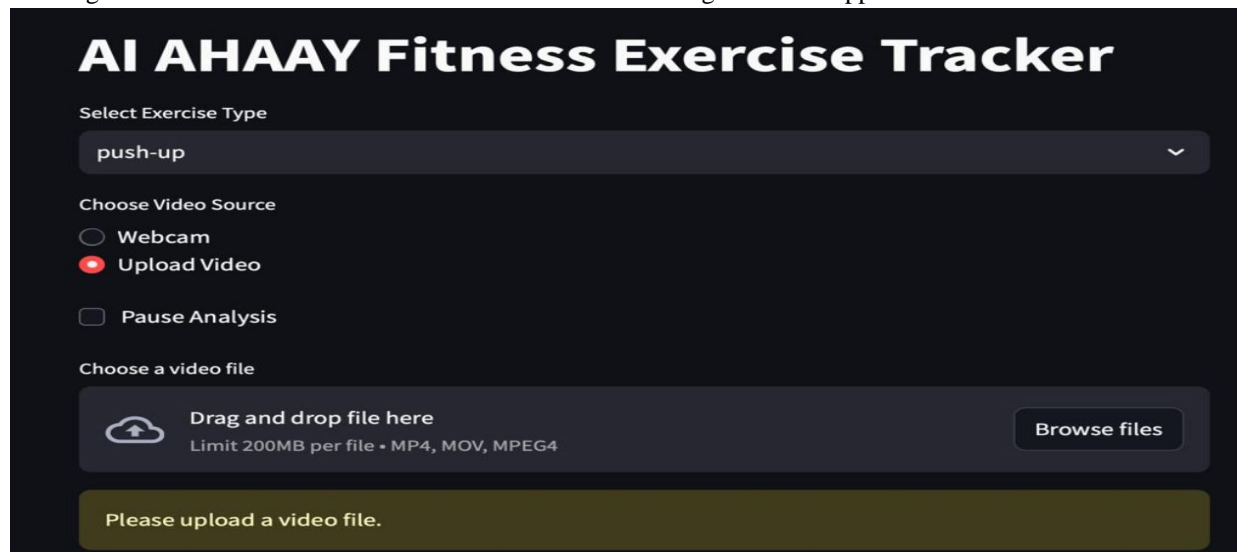 AI AHAAY Fitness Exercise Tracker
Select Exercise Type
push-up
Choose Video Source
Webcam
Upload Video
Pause Analysis
Choose a video file
Drag and drop file here
Limit 200MB per file • MP4, MOV, MPEG4
Browse files
Please upload a video file.